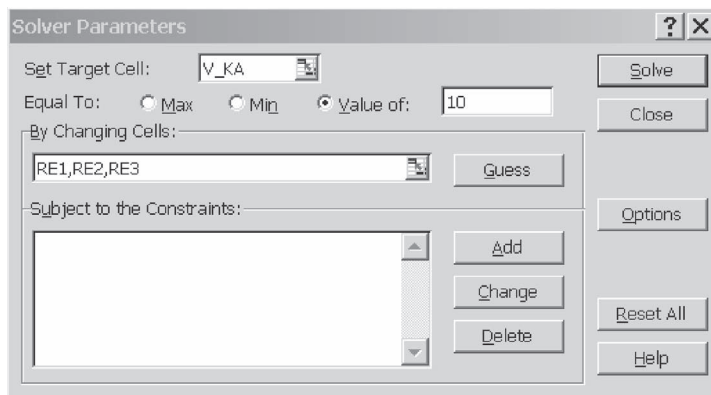 Solver Parameters
? X
Set Target Cell: V_KA
Solve
Equal To: Max Min Value of: 10
Close
By Changing Cells:
RE1,RE2,RE3
Guess
Subject to the Constraints:
Options
Add
Change
Reset All
Delete
Help